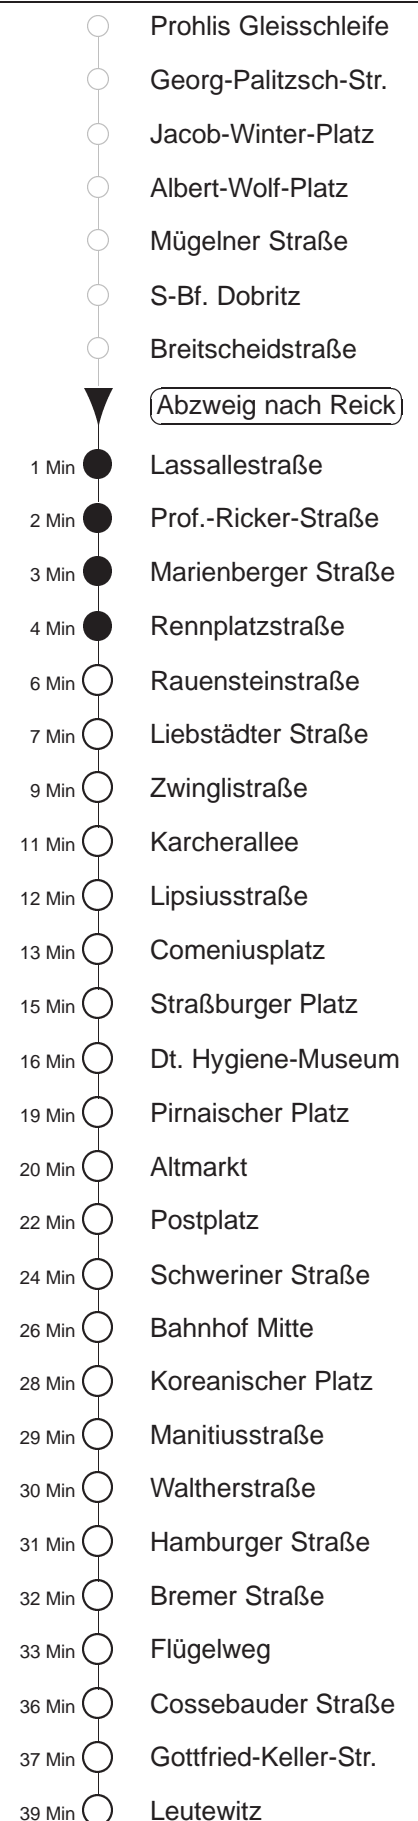 Prohlis Gleisschleife
Georg-Palitzsch-Str.
Jacob-Winter-Platz
Albert-Wolf-Platz
Mügelner Straße
S-Bf. Dobritz
Breitscheidstraße
Abzweig nach Reick
1 Min Lassallestraße
2 Min Prof.-Ricker-Straße
3 Min Marienberger Straße
4 Min Rennplatzstraße
6 Min Rauensteinstraße
7 Min Liebstädter Straße
9 Min Zwinglistraße
11 Min Karcherallee
12 Min Lipsiusstraße
13 Min Comeniusplatz
15 Min Straßburger Platz
16 Min Dt. Hygiene-Museum
19 Min Pirnaischer Platz
20 Min Altmarkt
22 Min Postplatz
24 Min Schweriner Straße
26 Min Bahnhof Mitte
28 Min Koreanischer Platz
29 Min Manitiusstraße
30 Min Waltherstraße
31 Min Hamburger Straße
32 Min Bremer Straße
33 Min Flügelweg
36 Min Cossebauder Straße
37 Min Gottfried-Keller-Str.
39 Min Leutewitz